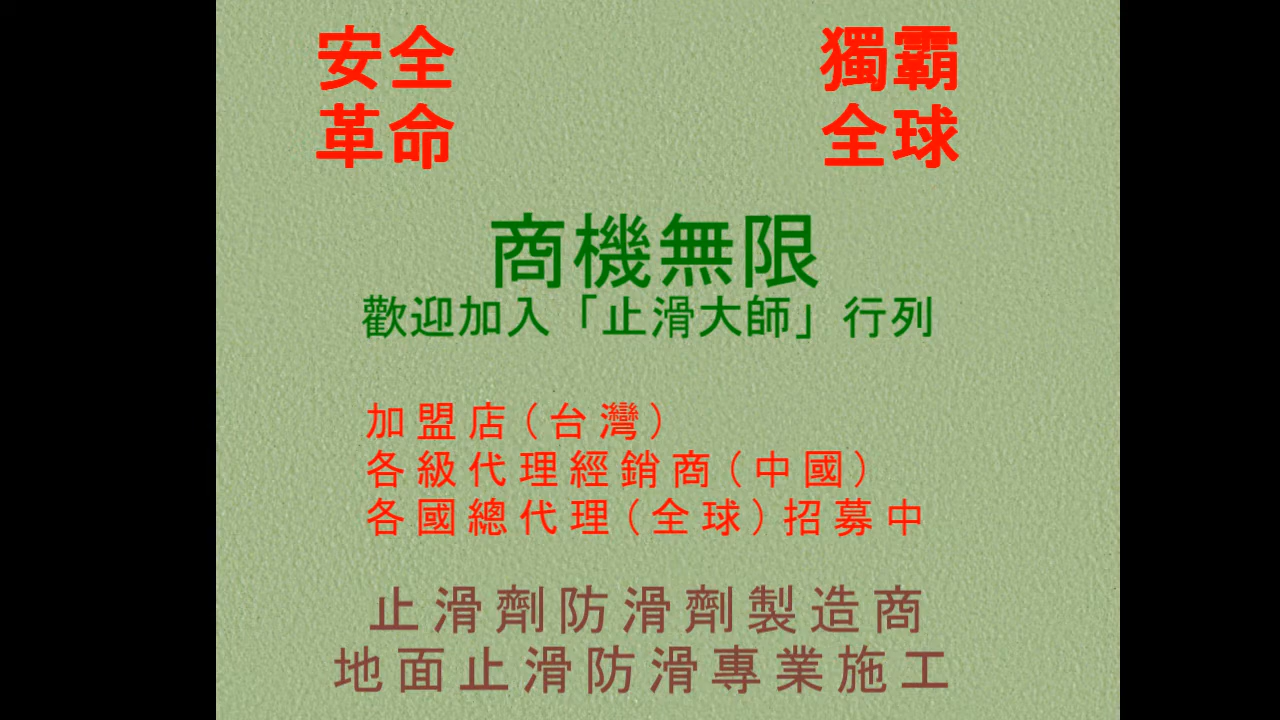 安全
革命
獨霸
全球
商機無限
歡迎加入「止滑大師」行列
加盟店(台灣)
各級代理經銷商(中國)
各國總代理(全球)招募中
止滑劑防滑劑製造商
地面止滑防滑專業施工